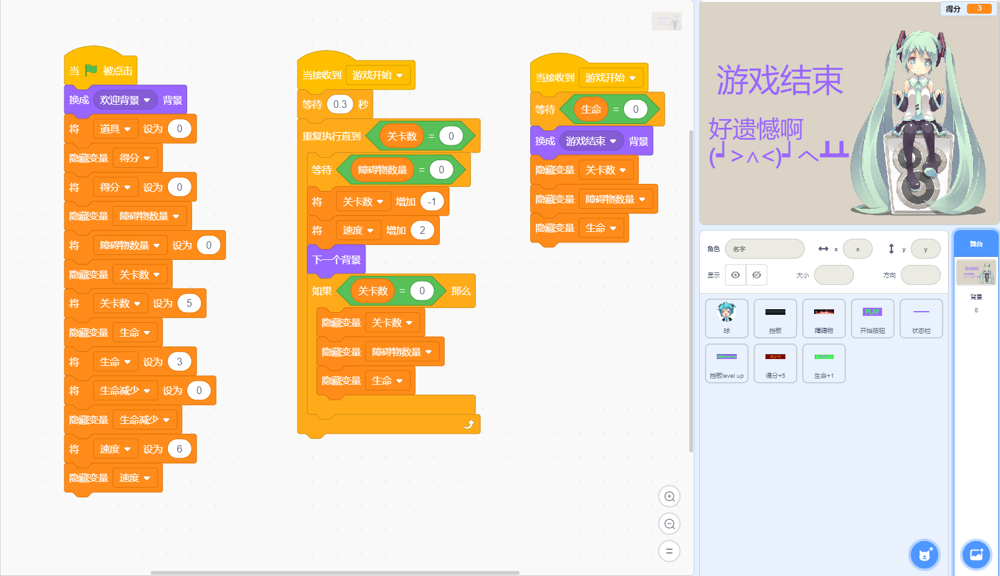 当 被点击
换成 欢迎背景 背景
将 道具 设为 0
隐藏变量 得分
将 得分 设为 0
隐藏变量 障碍物数量
将 障碍物数量 设为 0
隐藏变量 关卡数
将 关卡数 设为 5
隐藏变量 生命
将 生命 设为 3
将 生命减少 设为 0
隐藏变量 生命减少
将 速度 设为 6
隐藏变量 速度
当接收到 游戏开始
等待 0.3 秒
重复执行直到 关卡数 = 0
等待 障碍物数量 = 0
将 关卡数 增加 -1
将 速度 增加 2
下一个背景
如果 关卡数 = 0 那么
隐藏变量 关卡数
隐藏变量 障碍物数量
隐藏变量 生命
当接收到 游戏开始
等待 生命 = 0
换成 游戏结束 背景
隐藏变量 关卡数
隐藏变量 障碍物数量
隐藏变量 生命
得分 3
游戏结束
好遗憾啊
(┛>∧<)┛へ┻┻
角色 名字 x x y y
显示 大小 方向
球 挡板 障碍物 PLAY 开始按钮 状态栏
挡板level up 得分+5 得分+5 生命+1
舞台
背景
8